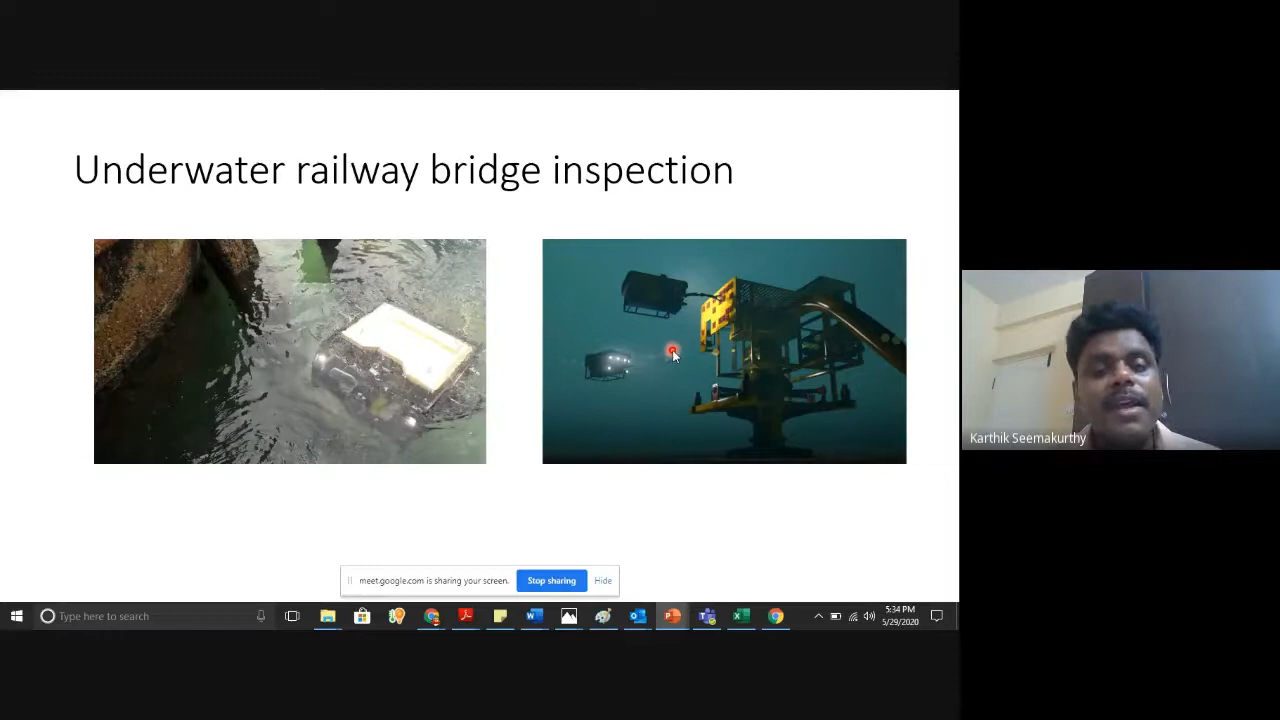 Underwater railway bridge inspection
Karthik Seemakurthy
meet.google.com is sharing your screen.
Stop sharing
Hide
Type here to search
5:34 PM
5/29/2020